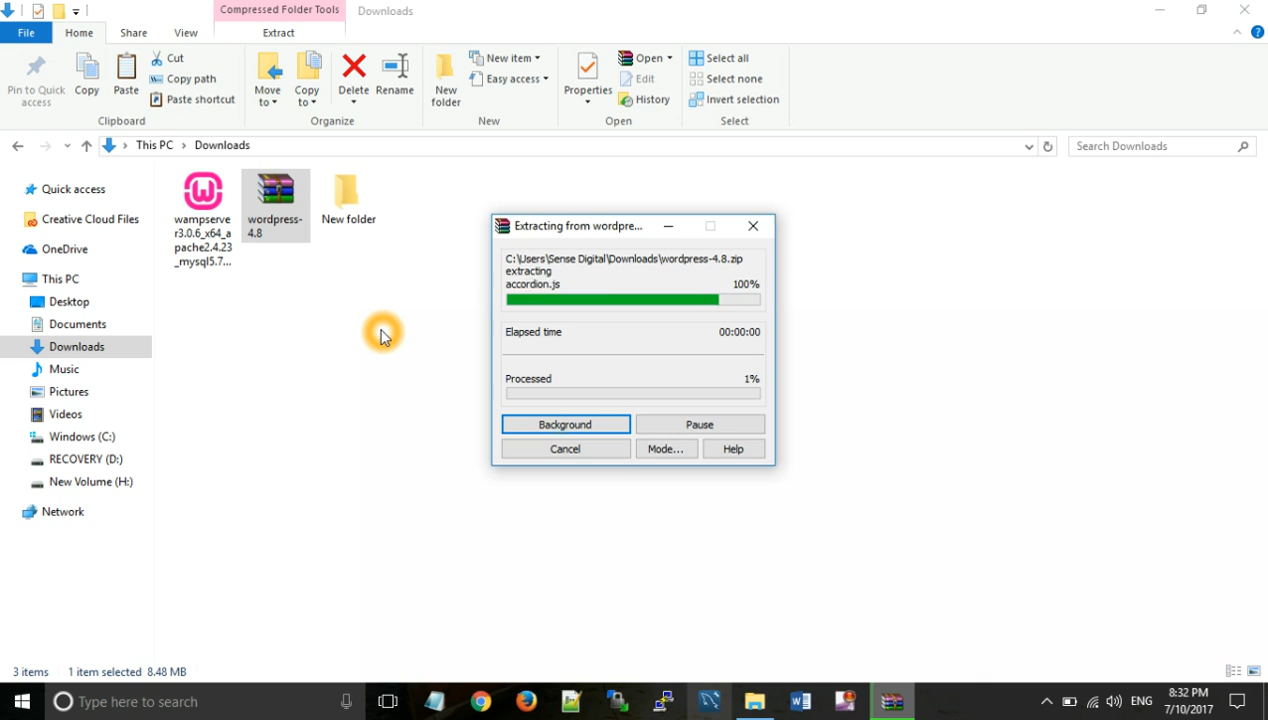 Compressed Folder Tools
Downloads
File
Home
Share
View
Extract
Pin to Quick
access
Copy
Paste
Cut
Copy path
Paste shortcut
Clipboard
Move
to
Copy
to
Delete
Rename
Organize
New
folder
New item
Easy access
New
Properties
Open
Edit
History
Open
Select all
Select none
Invert selection
Select
This PC
Downloads
Search Downloads
Quick access
Creative Cloud Files
OneDrive
This PC
Desktop
Documents
Downloads
Music
Pictures
Videos
Windows (C:)
RECOVERY (D:)
New Volume (H:)
Network
wampserve
r3.0.6_x64_a
pache2.4.23
_mysql5.7...
wordpress-
4.8
New folder
Extracting from wordpre...
C:\Users\Sense Digital\Downloads\wordpress-4.8.zip
extracting
accordion.js 100%
Elapsed time 00:00:00
Processed 1%
Background
Pause
Cancel
Mode...
Help
3 items
1 item selected 8.48 MB
Type here to search
ENG
8:32 PM
7/10/2017